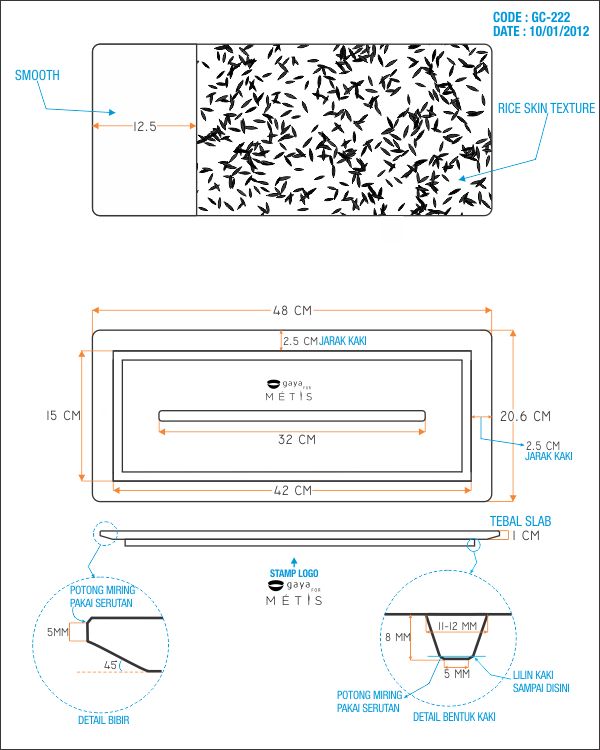 CODE : GC-222
DATE : 10/01/2012
SMOOTH
RICE SKIN TEXTURE
12.5
48 CM
2.5 CM JARAK KAKI
gaya FOR
MÉTIS
15 CM
20.6 CM
32 CM
2.5 CM
JARAK KAKI
42 CM
TEBAL SLAB
1 CM
STAMP LOGO
gaya FOR
MÉTIS
POTONG MIRING
PAKAI SERUTAN
5MM
45°
DETAIL BIBIR
11-12 MM
8 MM
5 MM
LILIN KAKI
SAMPAI DISINI
POTONG MIRING
PAKAI SERUTAN
DETAIL BENTUK KAKI